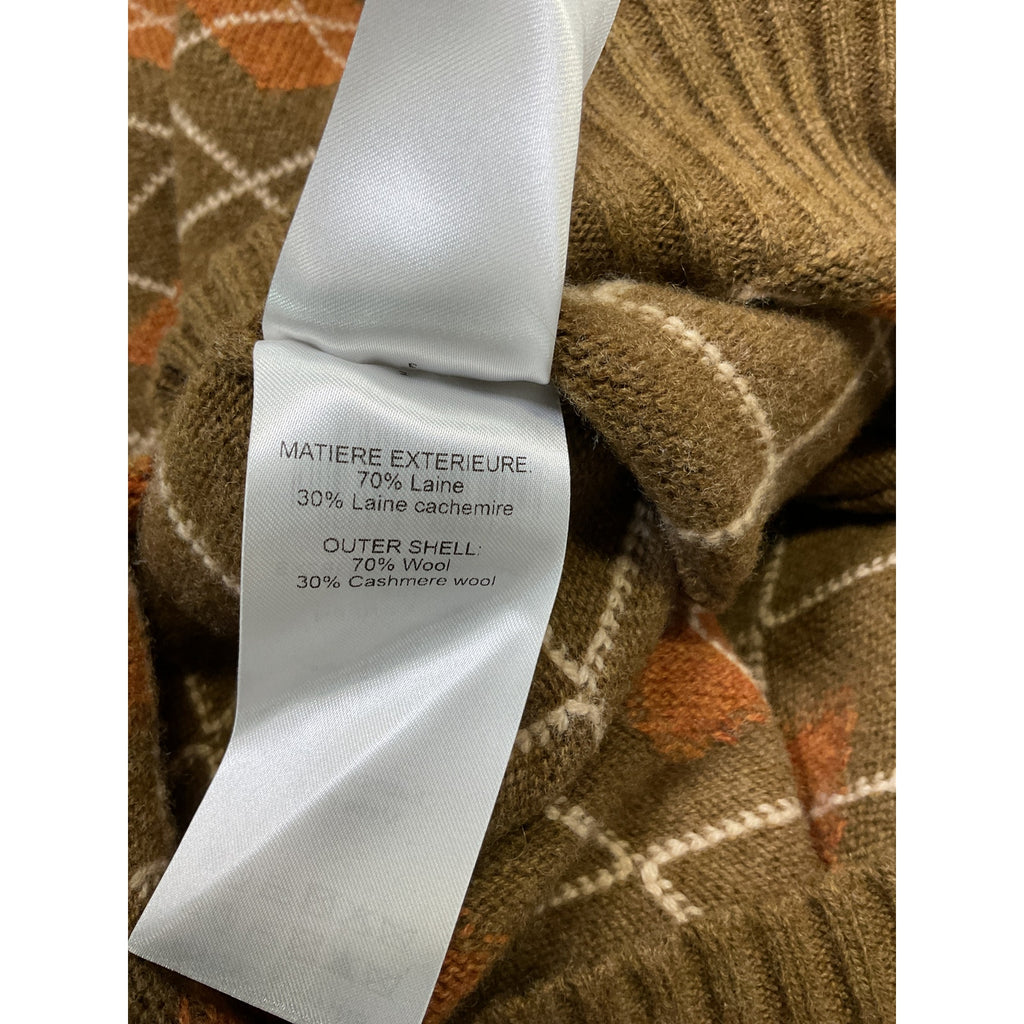 MATIERE EXTERIEURE:
70% Laine
30% Laine cachemire
OUTER SHELL:
70% Wool
30% Cashmere wool